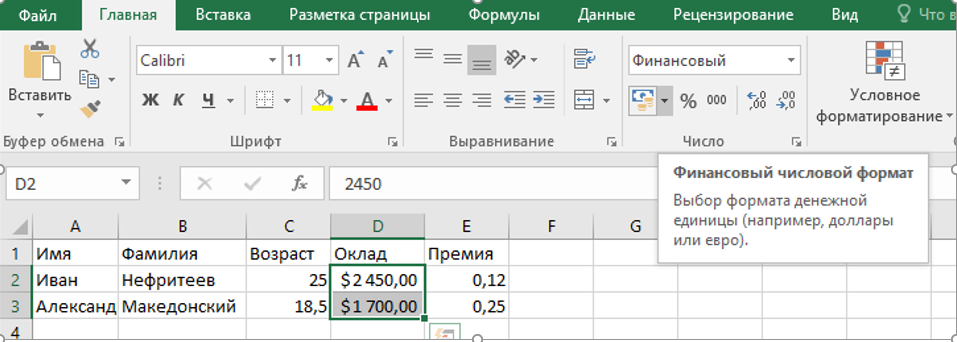 Файл Главная Вставка Разметка страницы Формулы Данные Рецензирование Вид Что в
Calibri 11 A A Финансовый
Вставить Ж К Ч А % 000 ,0 ,00 ,00 ,0 Условное форматирование
Буфер обмена Шрифт Выравнивание Число
D2 fx 2450
Финансовый числовой формат
Выбор формата денежной
единицы (например, доллары
или евро).
A B C D E F G
1 Имя Фамилия Возраст Оклад Премия
2 Иван Нефритеев 25 $2 450,00 0,12
3 Александ Македонский 18,5 $1 700,00 0,25
4